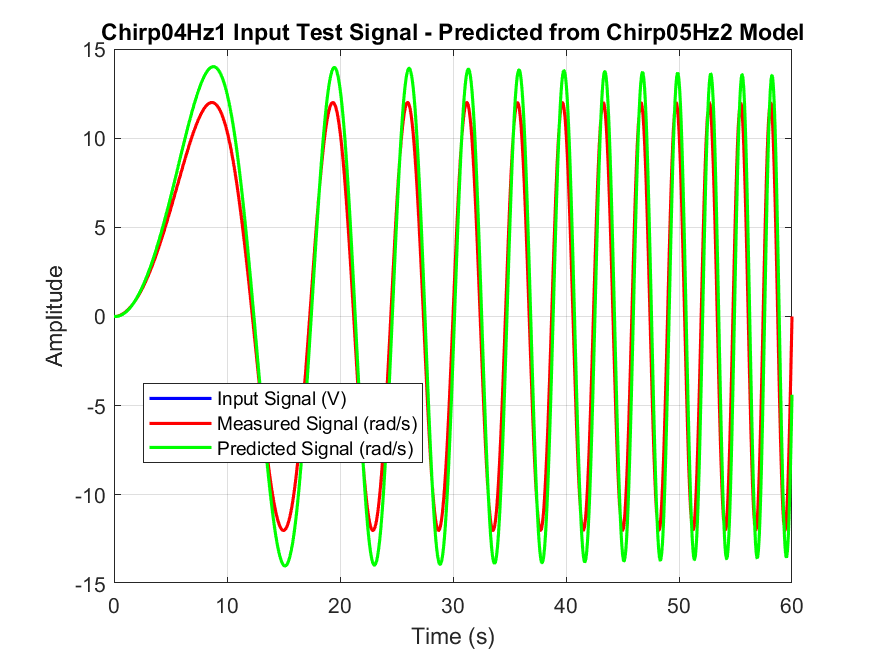 Chirp04Hz1 Input Test Signal - Predicted from Chirp05Hz2 Model
15
10
5
0
-5
-10
-15
Amplitude
Input Signal (V)
Measured Signal (rad/s)
Predicted Signal (rad/s)
0 10 20 30 40 50 60
Time (s)